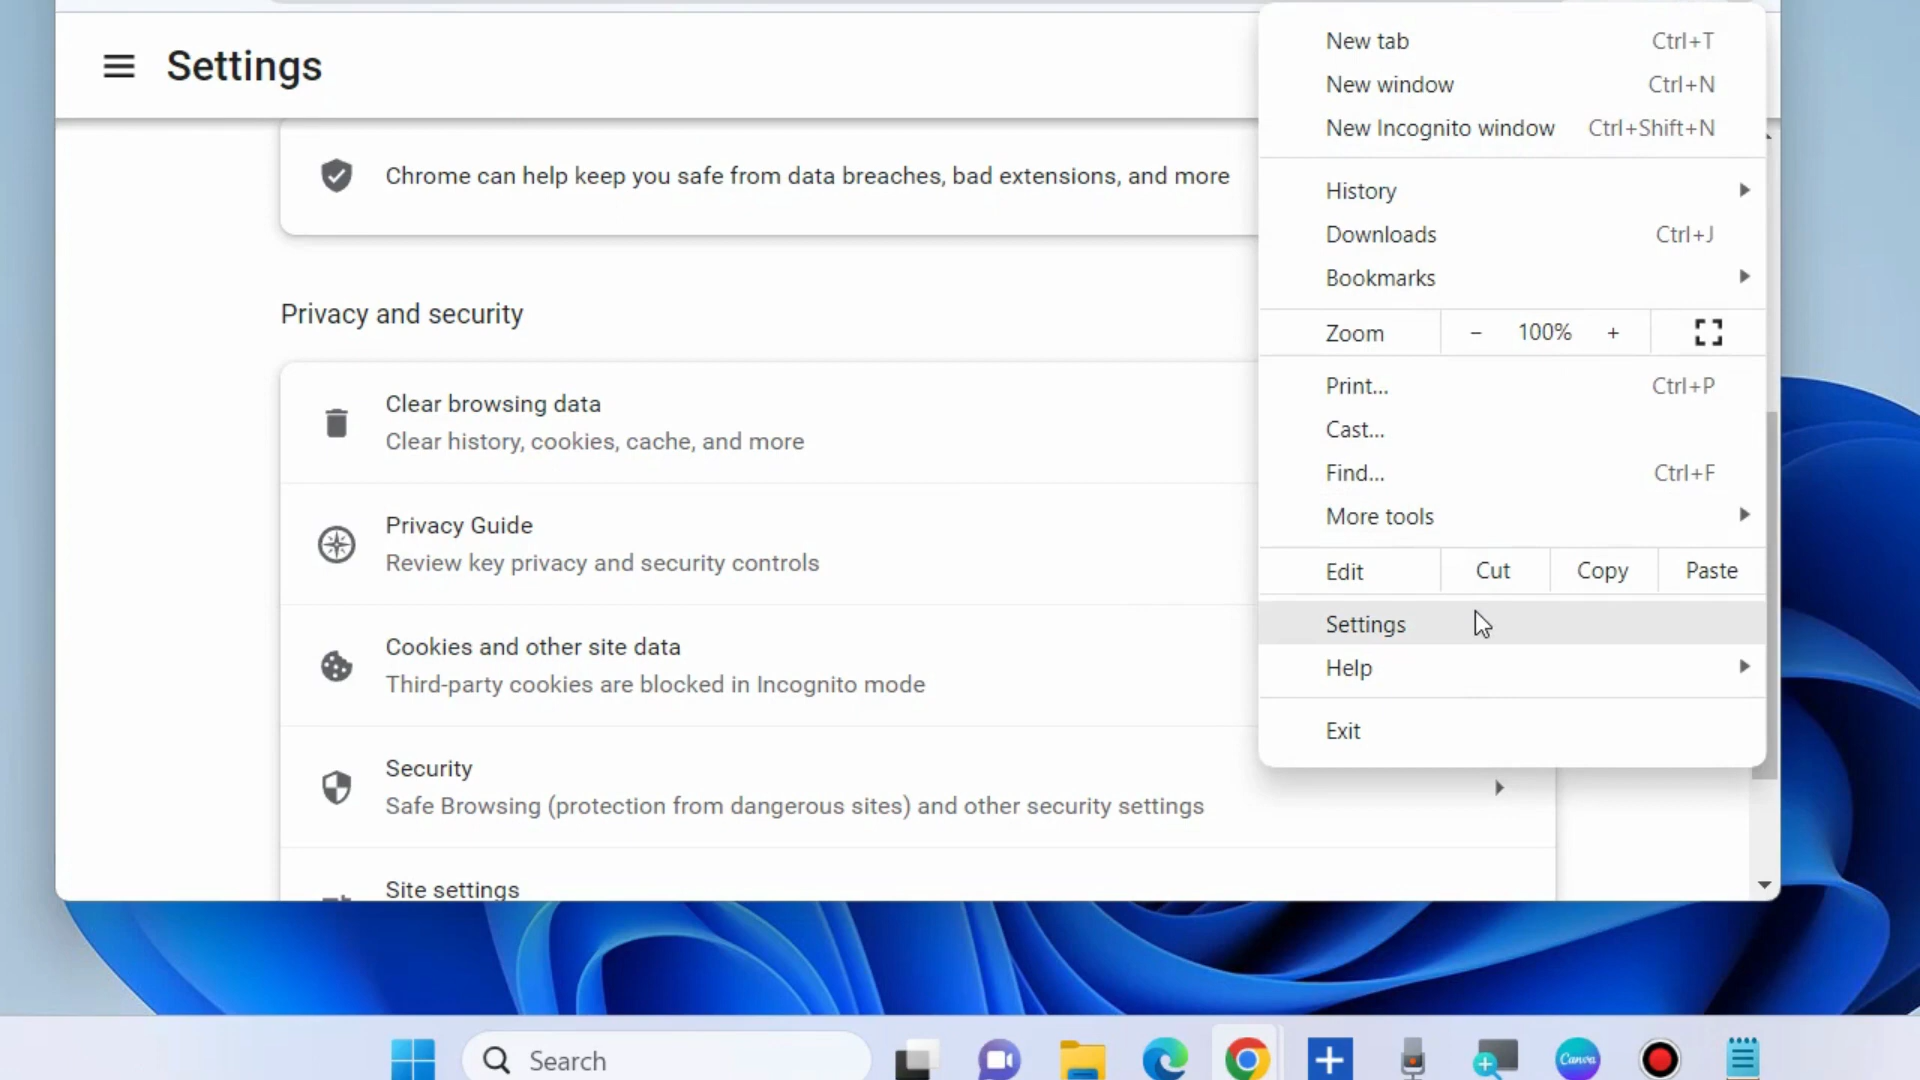 Settings
Chrome can help keep you safe from data breaches, bad extensions, and more
Privacy and security
Clear browsing data
Clear history, cookies, cache, and more
Privacy Guide
Review key privacy and security controls
Cookies and other site data
Third-party cookies are blocked in Incognito mode
Security
Safe Browsing (protection from dangerous sites) and other security settings
Site settings
New tab Ctrl+T
New window Ctrl+N
New Incognito window Ctrl+Shift+N
History
Downloads Ctrl+J
Bookmarks
Zoom - 100% +
Print... Ctrl+P
Cast...
Find... Ctrl+F
More tools
Edit Cut Copy Paste
Settings
Help
Exit
Search
Canva